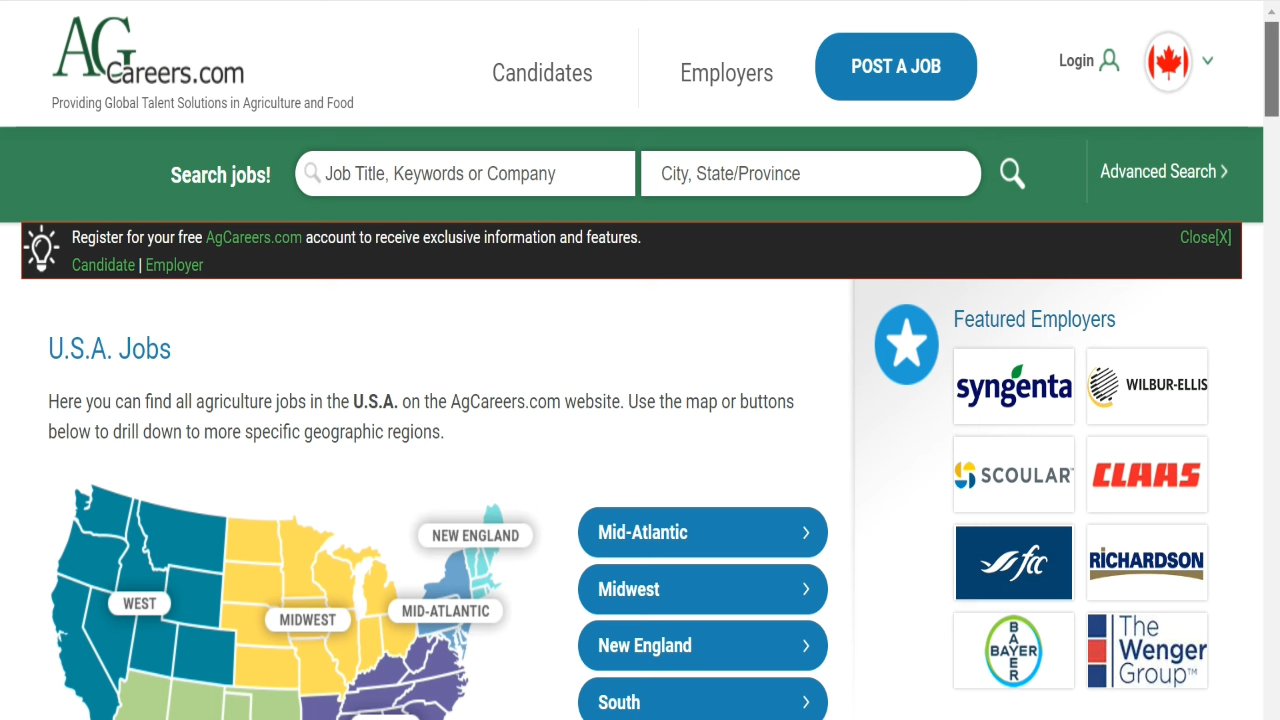 AGCareers.com
Providing Global Talent Solutions in Agriculture and Food
Candidates
Employers
POST A JOB
Login
Search jobs!
Job Title, Keywords or Company
City, State/Province
Advanced Search
Register for your free AgCareers.com account to receive exclusive information and features.
Close[X]
Candidate | Employer
U.S.A. Jobs
Here you can find all agriculture jobs in the U.S.A. on the AgCareers.com website. Use the map or buttons
below to drill down to more specific geographic regions.
NEW ENGLAND
WEST
MIDWEST
MID-ATLANTIC
Mid-Atlantic
Midwest
New England
South
Featured Employers
syngenta
WILBUR-ELLIS
SCOULAR
CLAAS
fcc
RICHARDSON
BAYER
BAYER
The
Wenger
Group™